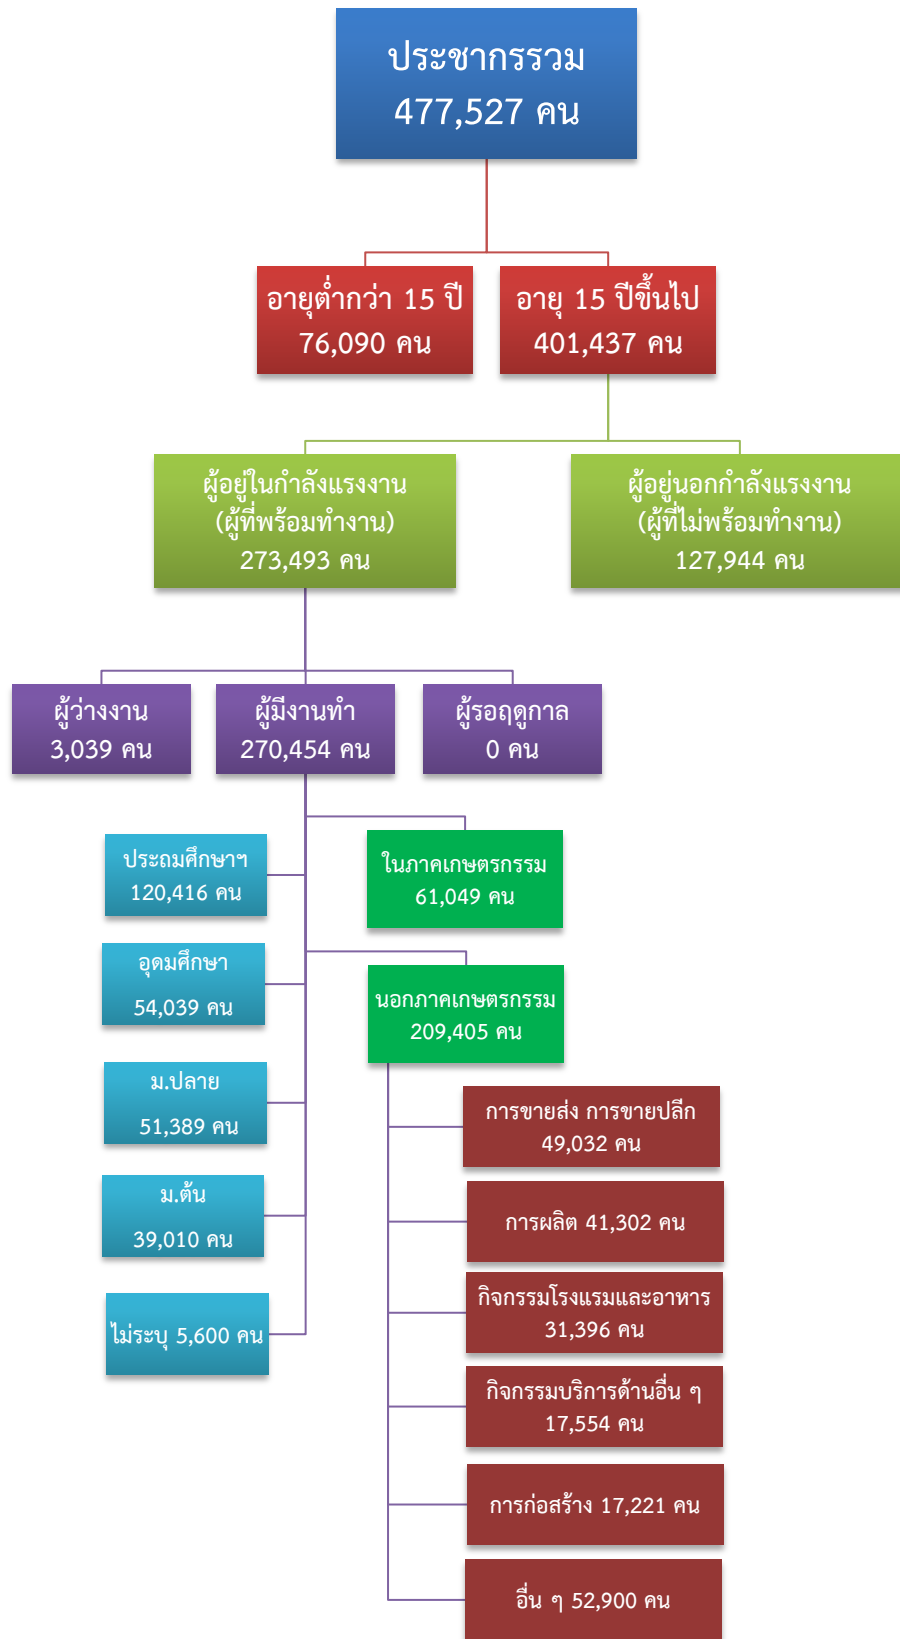 ประชากรรวม
477,527 คน
อายุต่ำกว่า 15 ปี
76,090 คน
อายุ 15 ปีขึ้นไป
401,437 คน
ผู้อยู่ในกำลังแรงงาน
(ผู้ที่พร้อมทำงาน)
273,493 คน
ผู้อยู่นอกกำลังแรงงาน
(ผู้ที่ไม่พร้อมทำงาน)
127,944 คน
ผู้ว่างงาน
3,039 คน
ผู้มีงานทำ
270,454 คน
ผู้รอฤดูกาล
0 คน
ประถมศึกษาฯ
120,416 คน
อุดมศึกษา
54,039 คน
ม.ปลาย
51,389 คน
ม.ต้น
39,010 คน
ไม่ระบุ 5,600 คน
ในภาคเกษตรกรรม
61,049 คน
นอกภาคเกษตรกรรม
209,405 คน
การขายส่ง การขายปลีก
49,032 คน
การผลิต 41,302 คน
กิจกรรมโรงแรมและอาหาร
31,396 คน
กิจกรรมบริการด้านอื่น ๆ
17,554 คน
การก่อสร้าง 17,221 คน
อื่น ๆ 52,900 คน